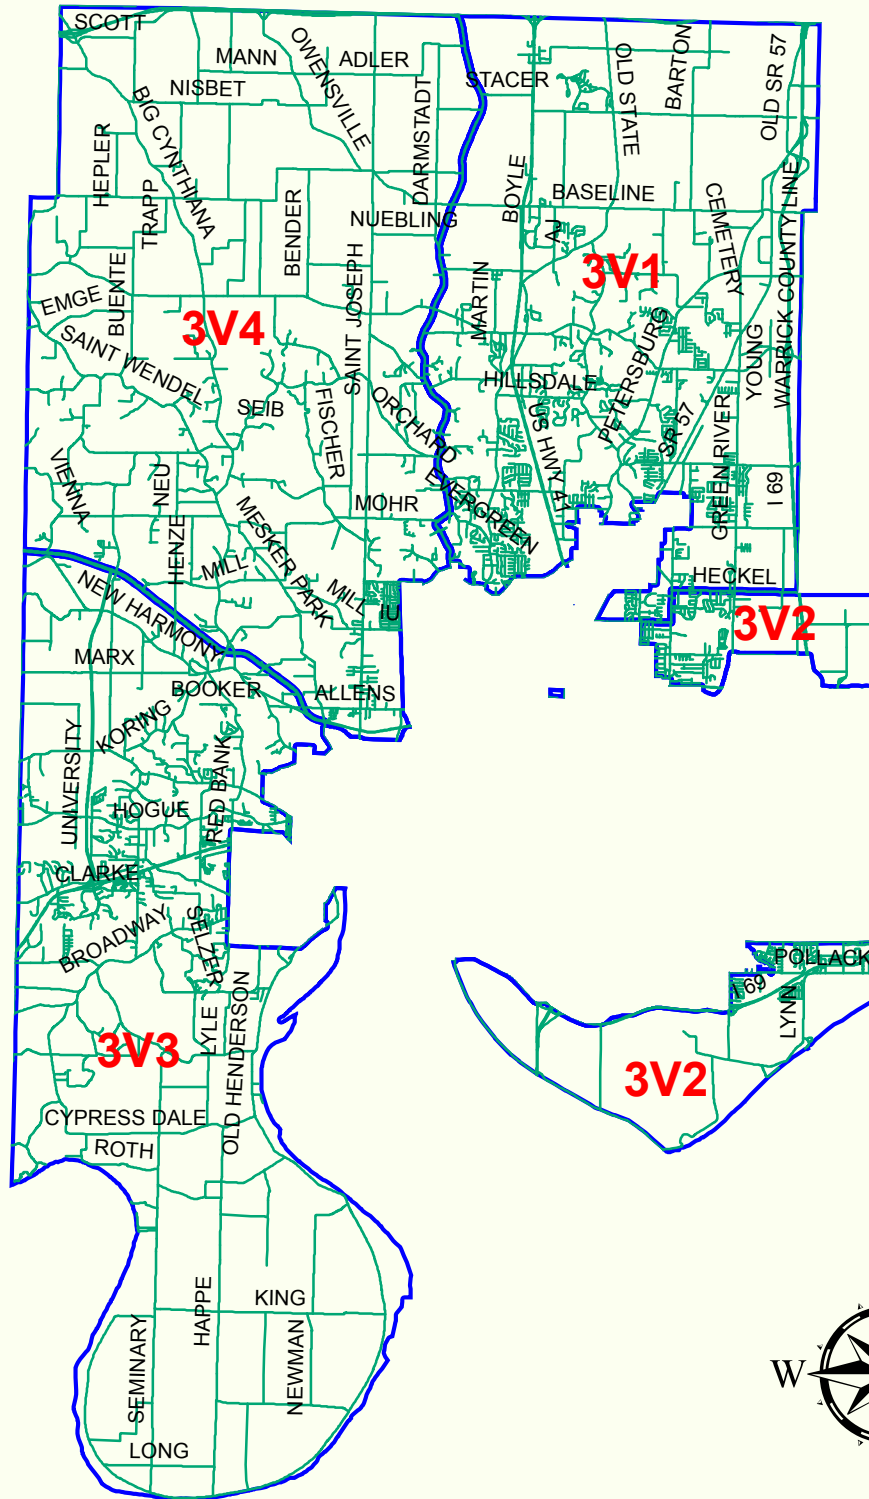 SCOTT
MANN
OWENSVILLE
ADLER
NISBET
STACER
OLD STATE
BARTON
OLD SR 57
BIG CYNTHIANA
DARMSTADT
HEPLER
TRAPP
BENDER
NUEBLING
BOYLE
BASELINE
AJ
CEMETERY
WARRICK COUNTY LINE
3V1
EMGE
BUENTE
3V4
SAINT JOSEPH
MARTIN
PETERSBURG
YOUNG
SAINT WENDEL
SEIB
FISCHER
ORCHARD
HILLSDALE
US HWY 41
SR 57
GREEN RIVER
VIENNA
NEU
MOHR
EVERGREEN
I 69
HENZE
MESKER PARK
MILL
MILL
IU
HECKEL
3V2
NEW HARMONY
MARX
BOOKER
ALLENS
KORING
UNIVERSITY
RED BANK
HOGUE
CLARKE
BROADWAY
SELZER
POLLACK
I 69
LYNN
LYLE
OLD HENDERSON
3V3
3V2
CYPRESS DALE
ROTH
HAPPE
KING
SEMINARY
NEWMAN
LONG
W